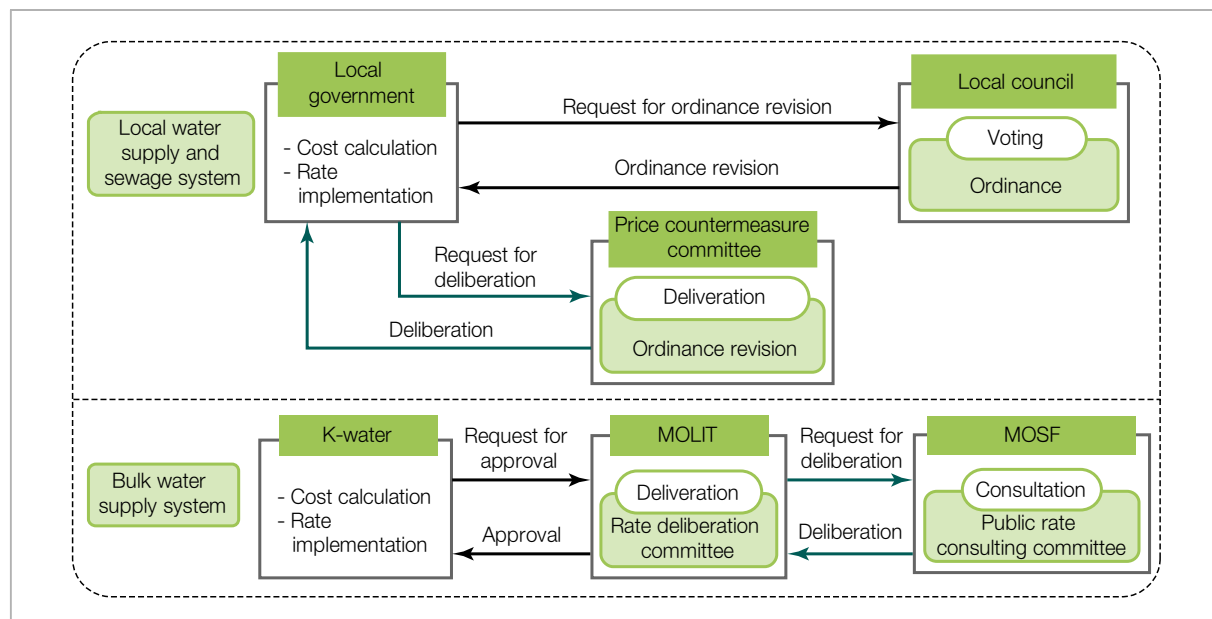 Local
government
Local council
Local water
supply and
sewage system
- Cost calculation
- Rate
implementation
Request for ordinance revision
Voting
Ordinance revision
Ordinance
Request for
deliberation
Price countermeasure
committee
Deliveration
Deliberation
Ordinance revision
K-water
Request for
approval
MOLIT
Request for
deliberation
MOSF
Bulk water
supply system
- Cost calculation
- Rate
implementation
Approval
Deliveration
Rate deliberation
committee
Deliberation
Consultation
Public rate
consulting committee